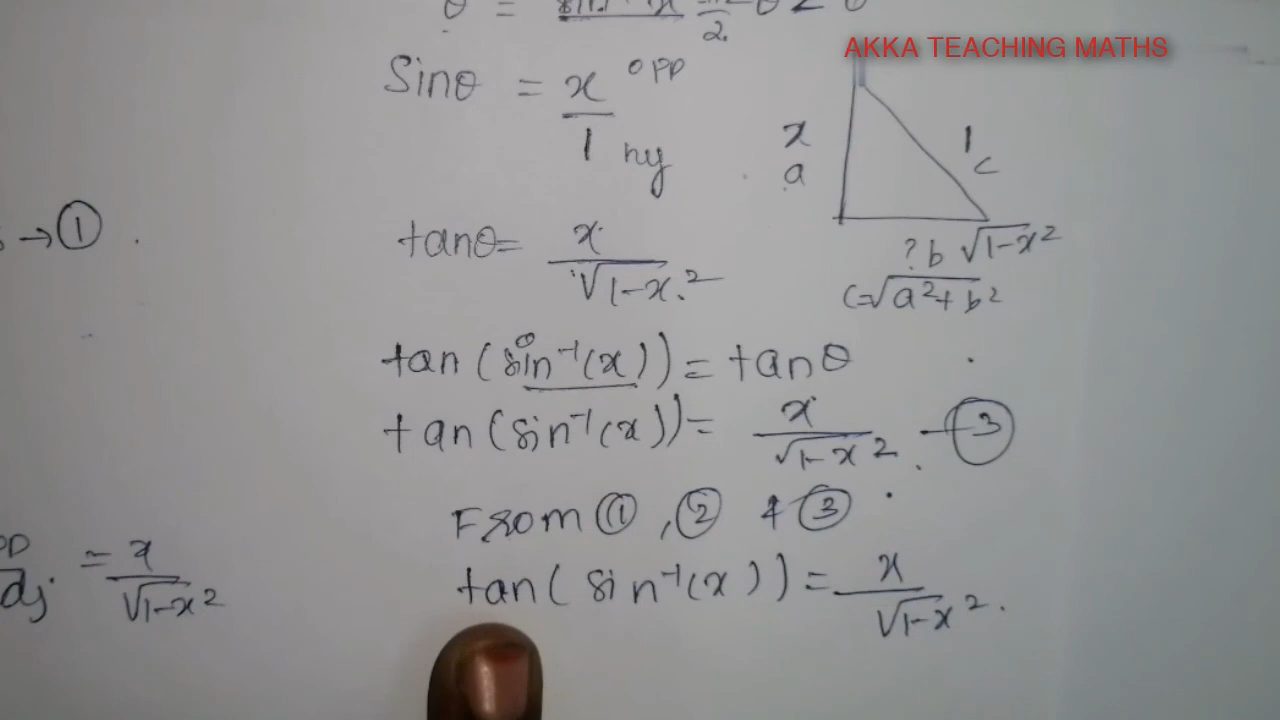 AKKA TEACHING MATHS
θ =
2.
Sinθ = x opp
1 hy
x
a
1
c
→ ①
tanθ= x
√1-x²
? b √1-x²
c=√a²+b²
θ
tan(sin⁻¹(x)) = tanθ
tan(sin⁻¹(x)) = x
√1-x² - ③
From ①, ② & ③
= x
√1-x²
tan(sin⁻¹(x)) = x
√1-x².